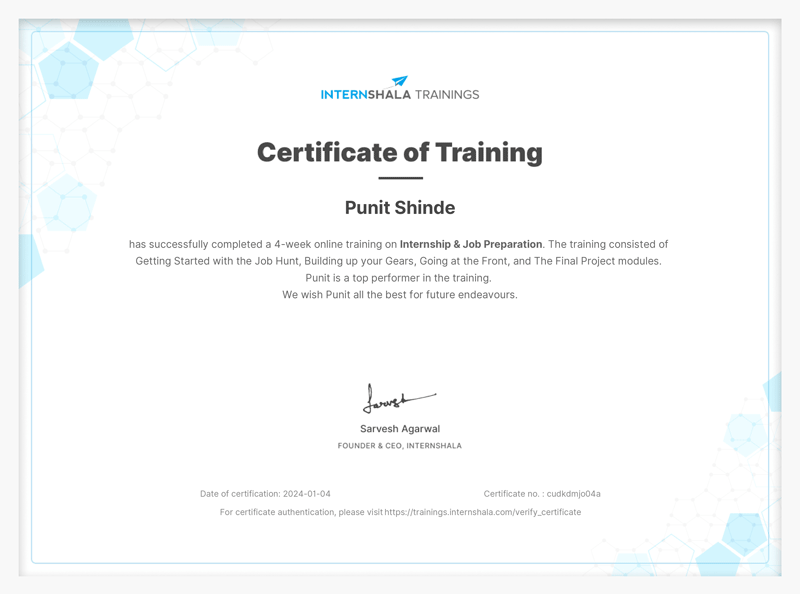 INTERNSHALA TRAININGS
Certificate of Training
Punit Shinde
has successfully completed a 4-week online training on Internship & Job Preparation. The training consisted of
Getting Started with the Job Hunt, Building up your Gears, Going at the Front, and The Final Project modules.
Punit is a top performer in the training.
We wish Punit all the best for future endeavours.
Sarvesh
Sarvesh Agarwal
FOUNDER & CEO, INTERNSHALA
Date of certification: 2024-01-04 Certificate no. : cudkdmjo04a
For certificate authentication, please visit https://trainings.internshala.com/verify_certificate